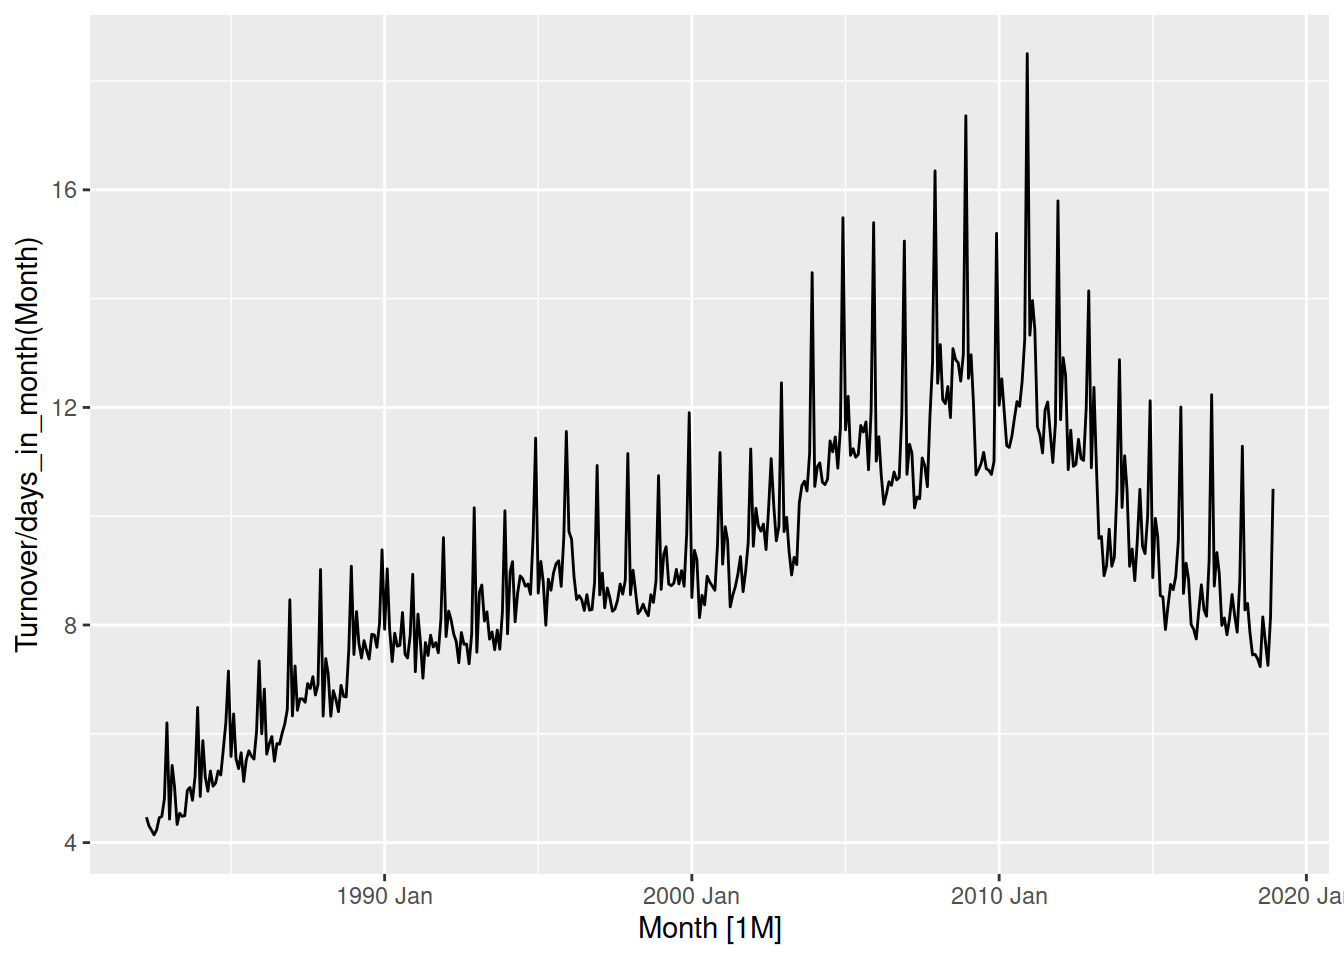 Turnover/days_in_month(Month)
16
12
8
4
1990 Jan
2000 Jan
2010 Jan
2020 Ja
Month [1M]